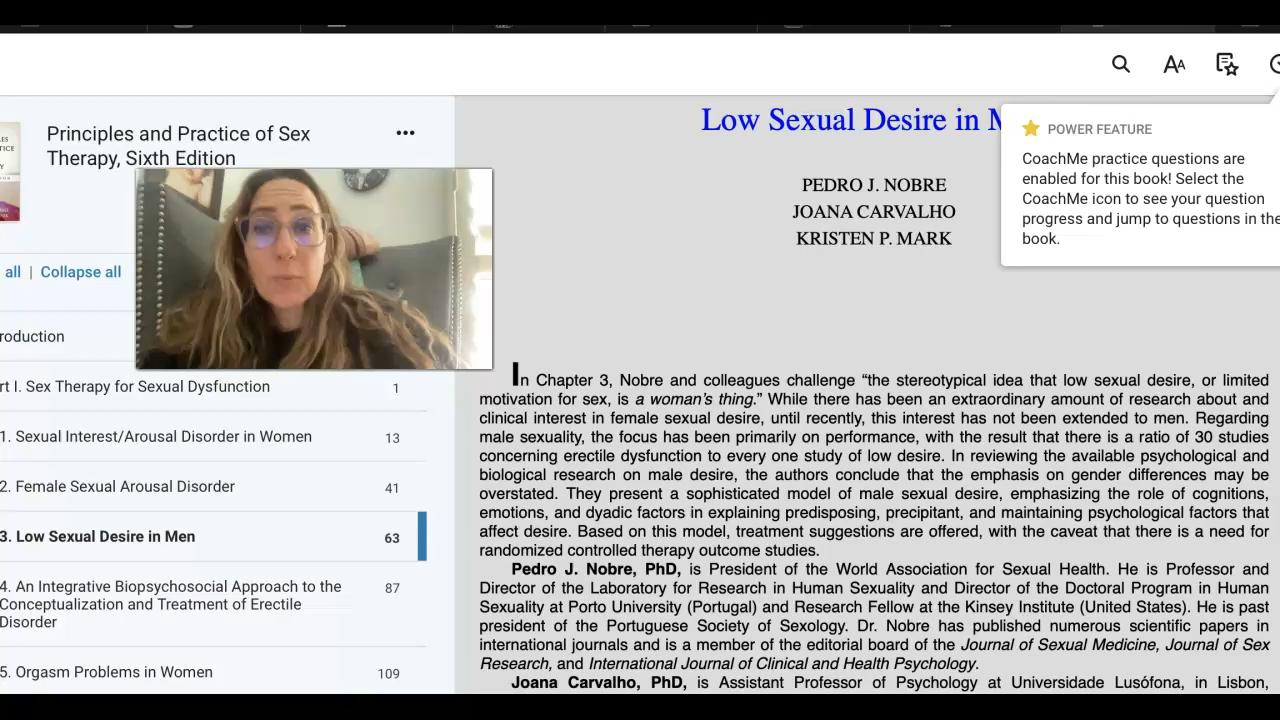 Principles and Practice of Sex
Therapy, Sixth Edition
all | Collapse all
roduction
rt I. Sex Therapy for Sexual Dysfunction 1
1. Sexual Interest/Arousal Disorder in Women 13
2. Female Sexual Arousal Disorder 41
3. Low Sexual Desire in Men 63
4. An Integrative Biopsychosocial Approach to the 87
Conceptualization and Treatment of Erectile
Disorder
5. Orgasm Problems in Women 109
Low Sexual Desire in M
PEDRO J. NOBRE
JOANA CARVALHO
KRISTEN P. MARK
POWER FEATURE
CoachMe practice questions are
enabled for this book! Select the
CoachMe icon to see your question
progress and jump to questions in the
book.
In Chapter 3, Nobre and colleagues challenge “the stereotypical idea that low sexual desire, or limited
motivation for sex, is a woman’s thing.” While there has been an extraordinary amount of research about and
clinical interest in female sexual desire, until recently, this interest has not been extended to men. Regarding
male sexuality, the focus has been primarily on performance, with the result that there is a ratio of 30 studies
concerning erectile dysfunction to every one study of low desire. In reviewing the available psychological and
biological research on male desire, the authors conclude that the emphasis on gender differences may be
overstated. They present a sophisticated model of male sexual desire, emphasizing the role of cognitions,
emotions, and dyadic factors in explaining predisposing, precipitant, and maintaining psychological factors that
affect desire. Based on this model, treatment suggestions are offered, with the caveat that there is a need for
randomized controlled therapy outcome studies.
Pedro J. Nobre, PhD, is President of the World Association for Sexual Health. He is Professor and
Director of the Laboratory for Research in Human Sexuality and Director of the Doctoral Program in Human
Sexuality at Porto University (Portugal) and Research Fellow at the Kinsey Institute (United States). He is past
president of the Portuguese Society of Sexology. Dr. Nobre has published numerous scientific papers in
international journals and is a member of the editorial board of the Journal of Sexual Medicine, Journal of Sex
Research, and International Journal of Clinical and Health Psychology.
Joana Carvalho, PhD, is Assistant Professor of Psychology at Universidade Lusófona, in Lisbon,